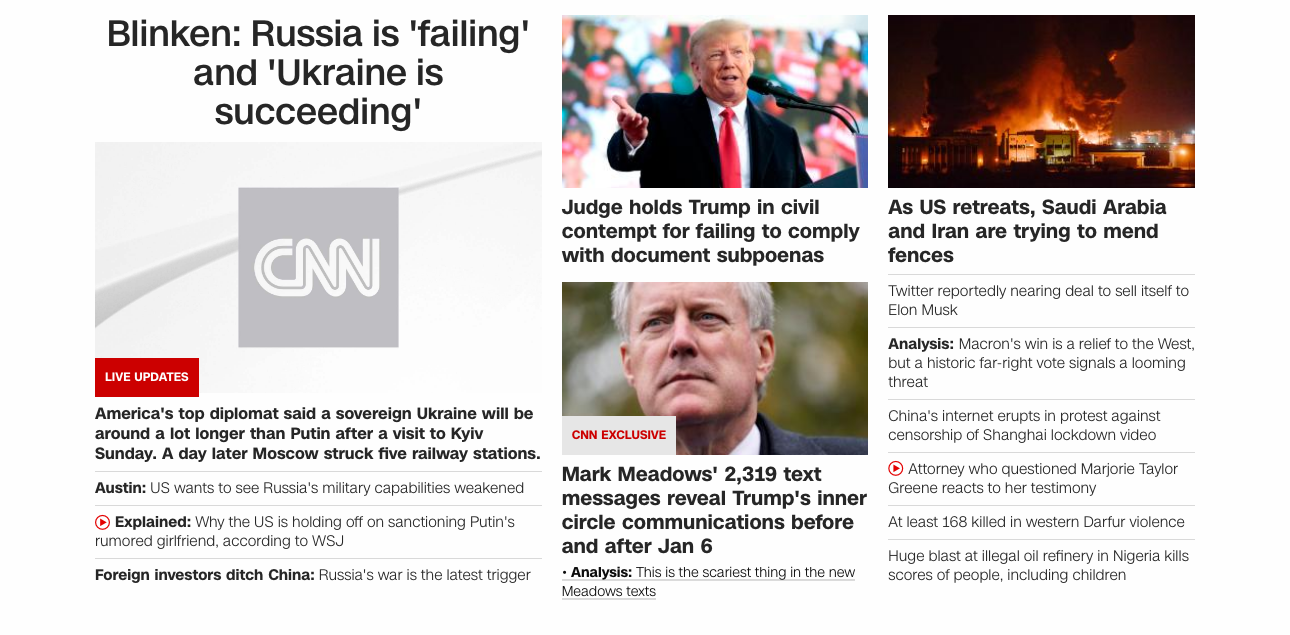 Blinken: Russia is 'failing'
and 'Ukraine is
succeeding'
CNN
LIVE UPDATES
America's top diplomat said a sovereign Ukraine will be
around a lot longer than Putin after a visit to Kyiv
Sunday. A day later Moscow struck five railway stations.
Austin: US wants to see Russia's military capabilities weakened
Explained: Why the US is holding off on sanctioning Putin's
rumored girlfriend, according to WSJ
Foreign investors ditch China: Russia's war is the latest trigger
Judge holds Trump in civil
contempt for failing to comply
with document subpoenas
CNN EXCLUSIVE
Mark Meadows' 2,319 text
messages reveal Trump's inner
circle communications before
and after Jan 6
• Analysis: This is the scariest thing in the new
Meadows texts
As US retreats, Saudi Arabia
and Iran are trying to mend
fences
Twitter reportedly nearing deal to sell itself to
Elon Musk
Analysis: Macron's win is a relief to the West,
but a historic far-right vote signals a looming
threat
China's internet erupts in protest against
censorship of Shanghai lockdown video
Attorney who questioned Marjorie Taylor
Greene reacts to her testimony
At least 168 killed in western Darfur violence
Huge blast at illegal oil refinery in Nigeria kills
scores of people, including children